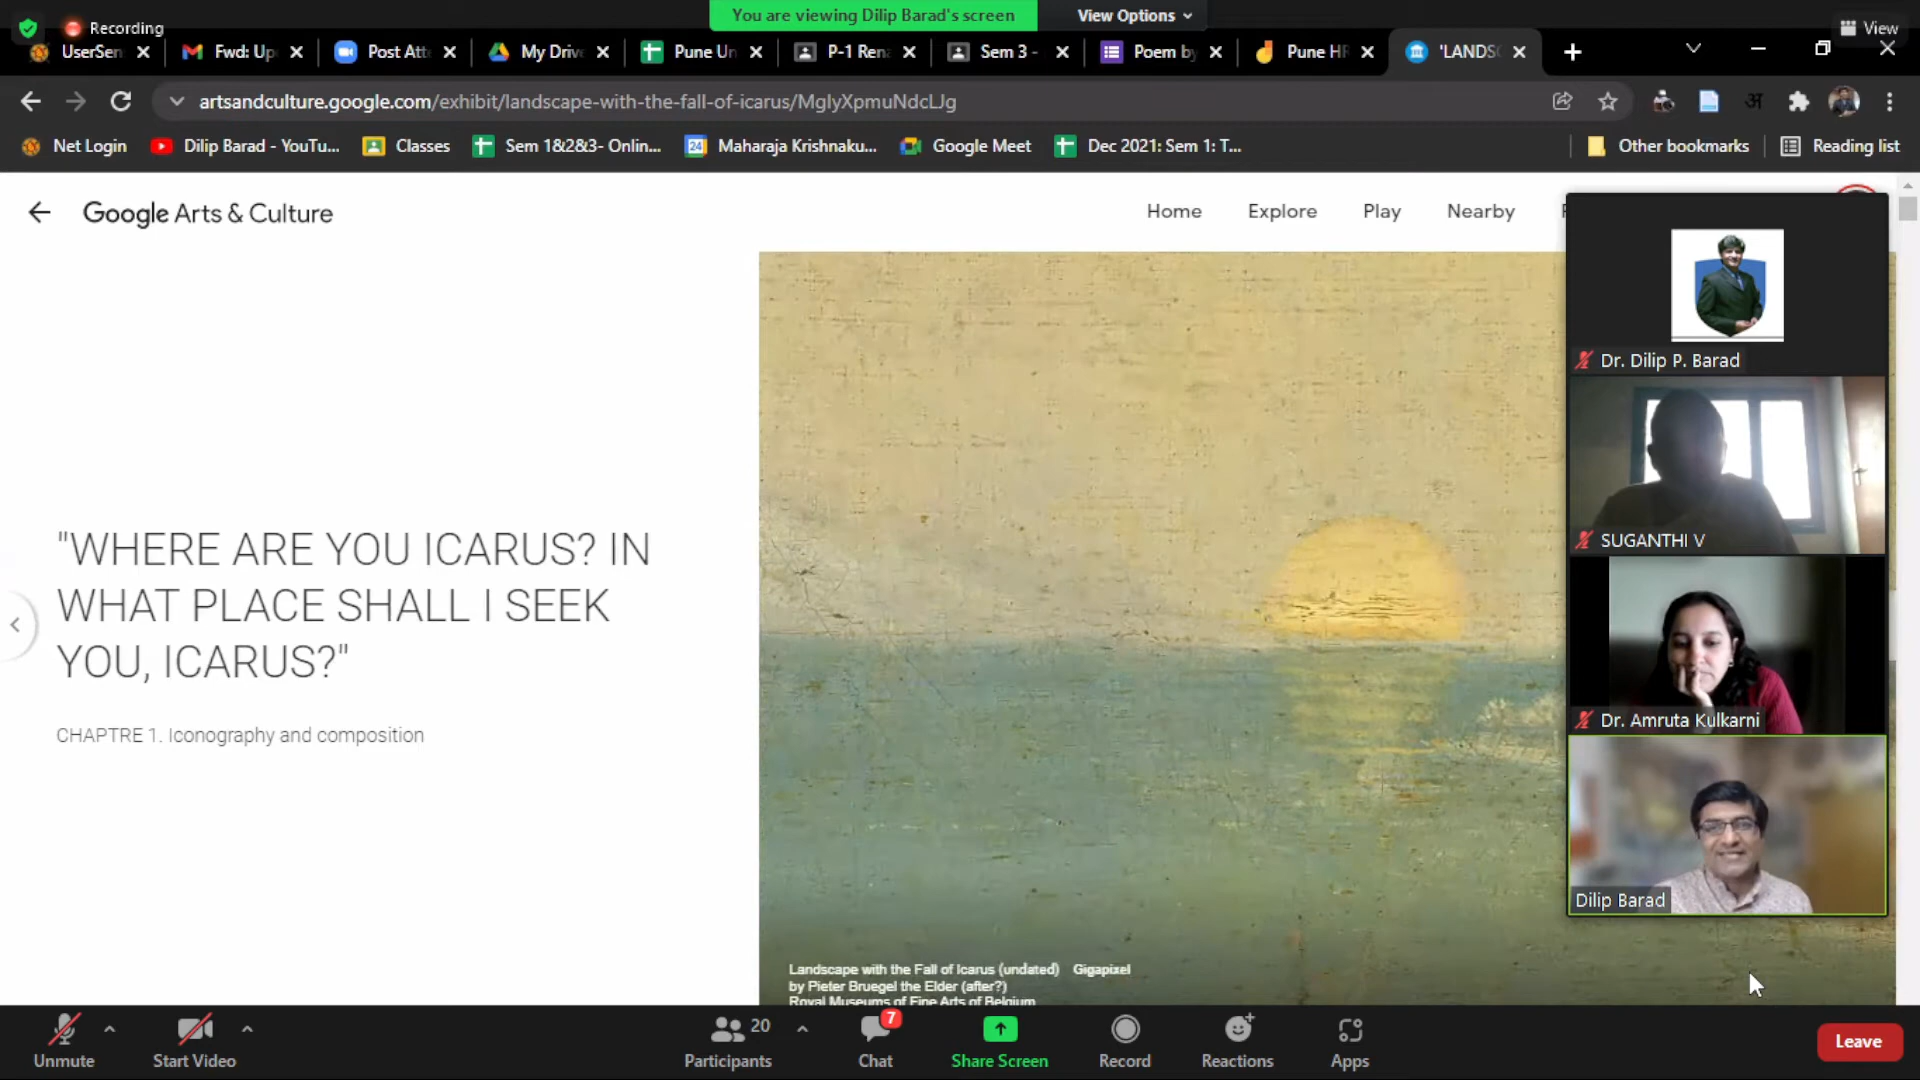 You are viewing Dilip Barad's screen
View Options
Recording
View
UserSen
Fwd: Up
Post Att
My Driv
Pune Un
P-1 Ren
Sem 3 -
Poem by
Pune HR
'LANDSC
artsandculture.google.com/exhibit/landscape-with-the-fall-of-icarus/MglyXpmuNdcLJg
Net Login
Dilip Barad - YouTu...
Classes
Sem 1&2&3- Onlin...
24
Maharaja Krishnaku...
Google Meet
Dec 2021: Sem 1: T...
Other bookmarks
Reading list
Google Arts & Culture
Home
Explore
Play
Nearby
"WHERE ARE YOU ICARUS? IN
WHAT PLACE SHALL I SEEK
YOU, ICARUS?"
CHAPTRE 1. Iconography and composition
Landscape with the Fall of Icarus (undated) Gigapixel
by Pieter Bruegel the Elder (after?)
Royal Museums of Fine Arts of Belgium
Dr. Dilip P. Barad
SUGANTHI V
Dr. Amruta Kulkarni
Dilip Barad
Unmute
Start Video
20
Participants
7
Chat
Share Screen
Record
Reactions
Apps
Leave